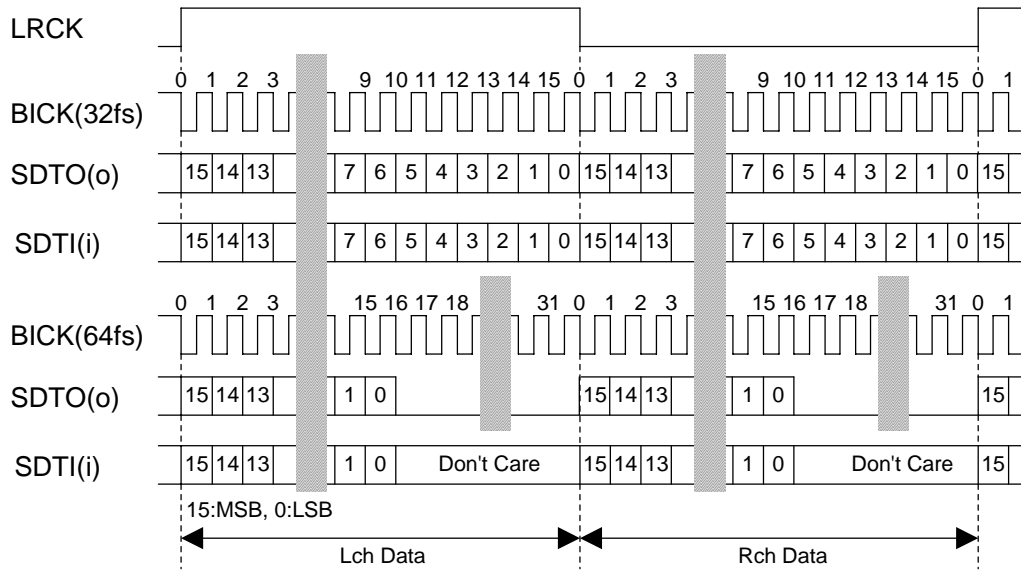 LRCK
0 1 2 3 9 10 11 12 13 14 15 0 1 2 3 9 10 11 12 13 14 15 0 1
BICK(32fs)
SDTO(o) 15 14 13 7 6 5 4 3 2 1 0 15 14 13 7 6 5 4 3 2 1 0 15
SDTI(i) 15 14 13 7 6 5 4 3 2 1 0 15 14 13 7 6 5 4 3 2 1 0 15
0 1 2 3 15 16 17 18 31 0 1 2 3 15 16 17 18 31 0 1
BICK(64fs)
SDTO(o) 15 14 13 1 0 15 14 13 1 0 15
SDTI(i) 15 14 13 1 0 Don't Care 15 14 13 1 0 Don't Care 15
15:MSB, 0:LSB
Lch Data Rch Data